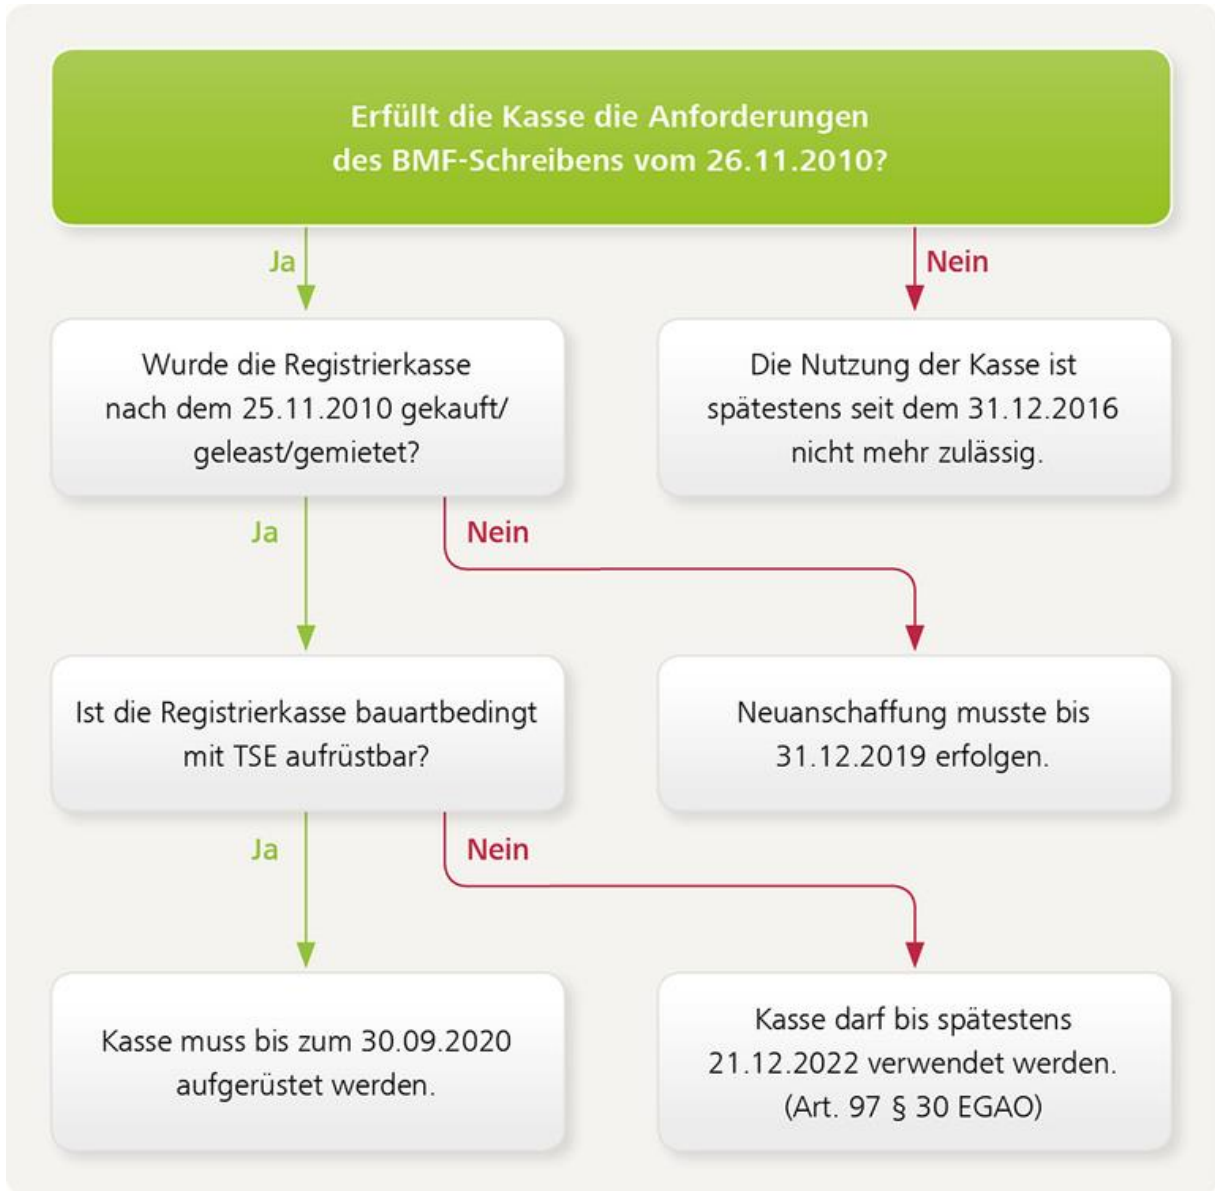 Erfüllt die Kasse die Anforderungen
des BMF-Schreibens vom 26.11.2010?
Ja
Nein
Wurde die Registrierkasse
nach dem 25.11.2010 gekauft/
geleast/gemietet?
Die Nutzung der Kasse ist
spätestens seit dem 31.12.2016
nicht mehr zulässig.
Ja
Nein
Ist die Registrierkasse bauartbedingt
mit TSE aufrüstbar?
Neuanschaffung musste bis
31.12.2019 erfolgen.
Ja
Nein
Kasse muss bis zum 30.09.2020
aufgerüstet werden.
Kasse darf bis spätestens
21.12.2022 verwendet werden.
(Art. 97 § 30 EGAO)